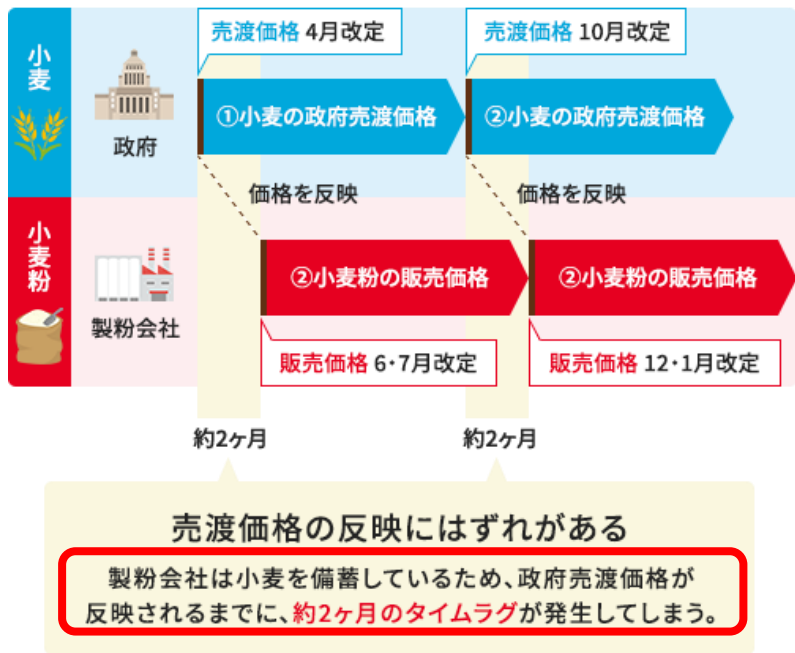 小麦
政府
売渡価格 4月改定
売渡価格 10月改定
①小麦の政府売渡価格
②小麦の政府売渡価格
価格を反映
価格を反映
小麦粉
製粉会社
②小麦粉の販売価格
②小麦粉の販売価格
販売価格 6・7月改定
販売価格 12・1月改定
約2ヶ月
約2ヶ月
売渡価格の反映にはずれがある
製粉会社は小麦を備蓄しているため、政府売渡価格が
反映されるまでに、約2ヶ月のタイムラグが発生してしまう。